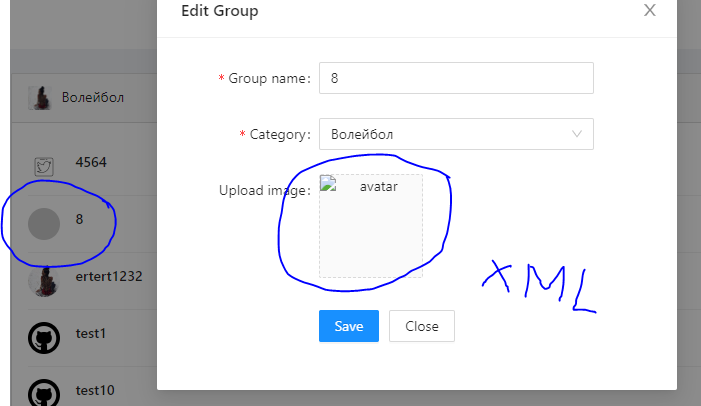 Edit Group
* Group name: 8
* Category: Волейбол
Upload image: avatar
XML
Save Close
Волейбол
4564
8
ertert1232
test1
test10